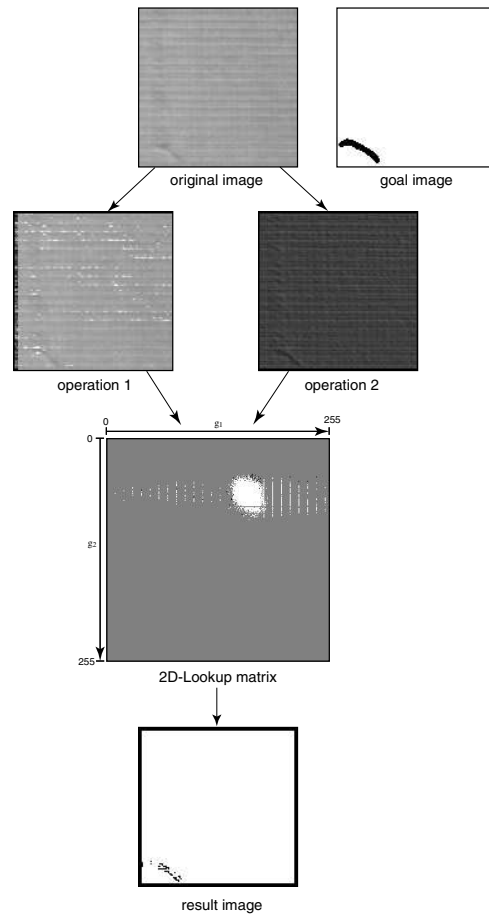 original image
goal image
operation 1
operation 2
0
g₁
255
0
g₂
255
2D-Lookup matrix
result image